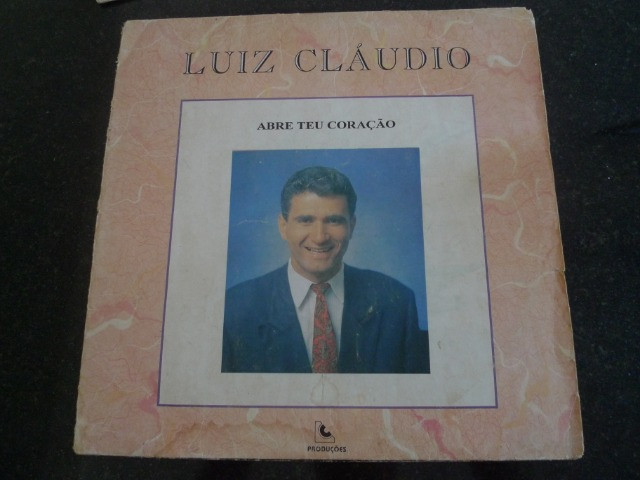 LUIZ CLÁUDIO
ABRE TEU CORAÇÃO
PRODUÇÕES